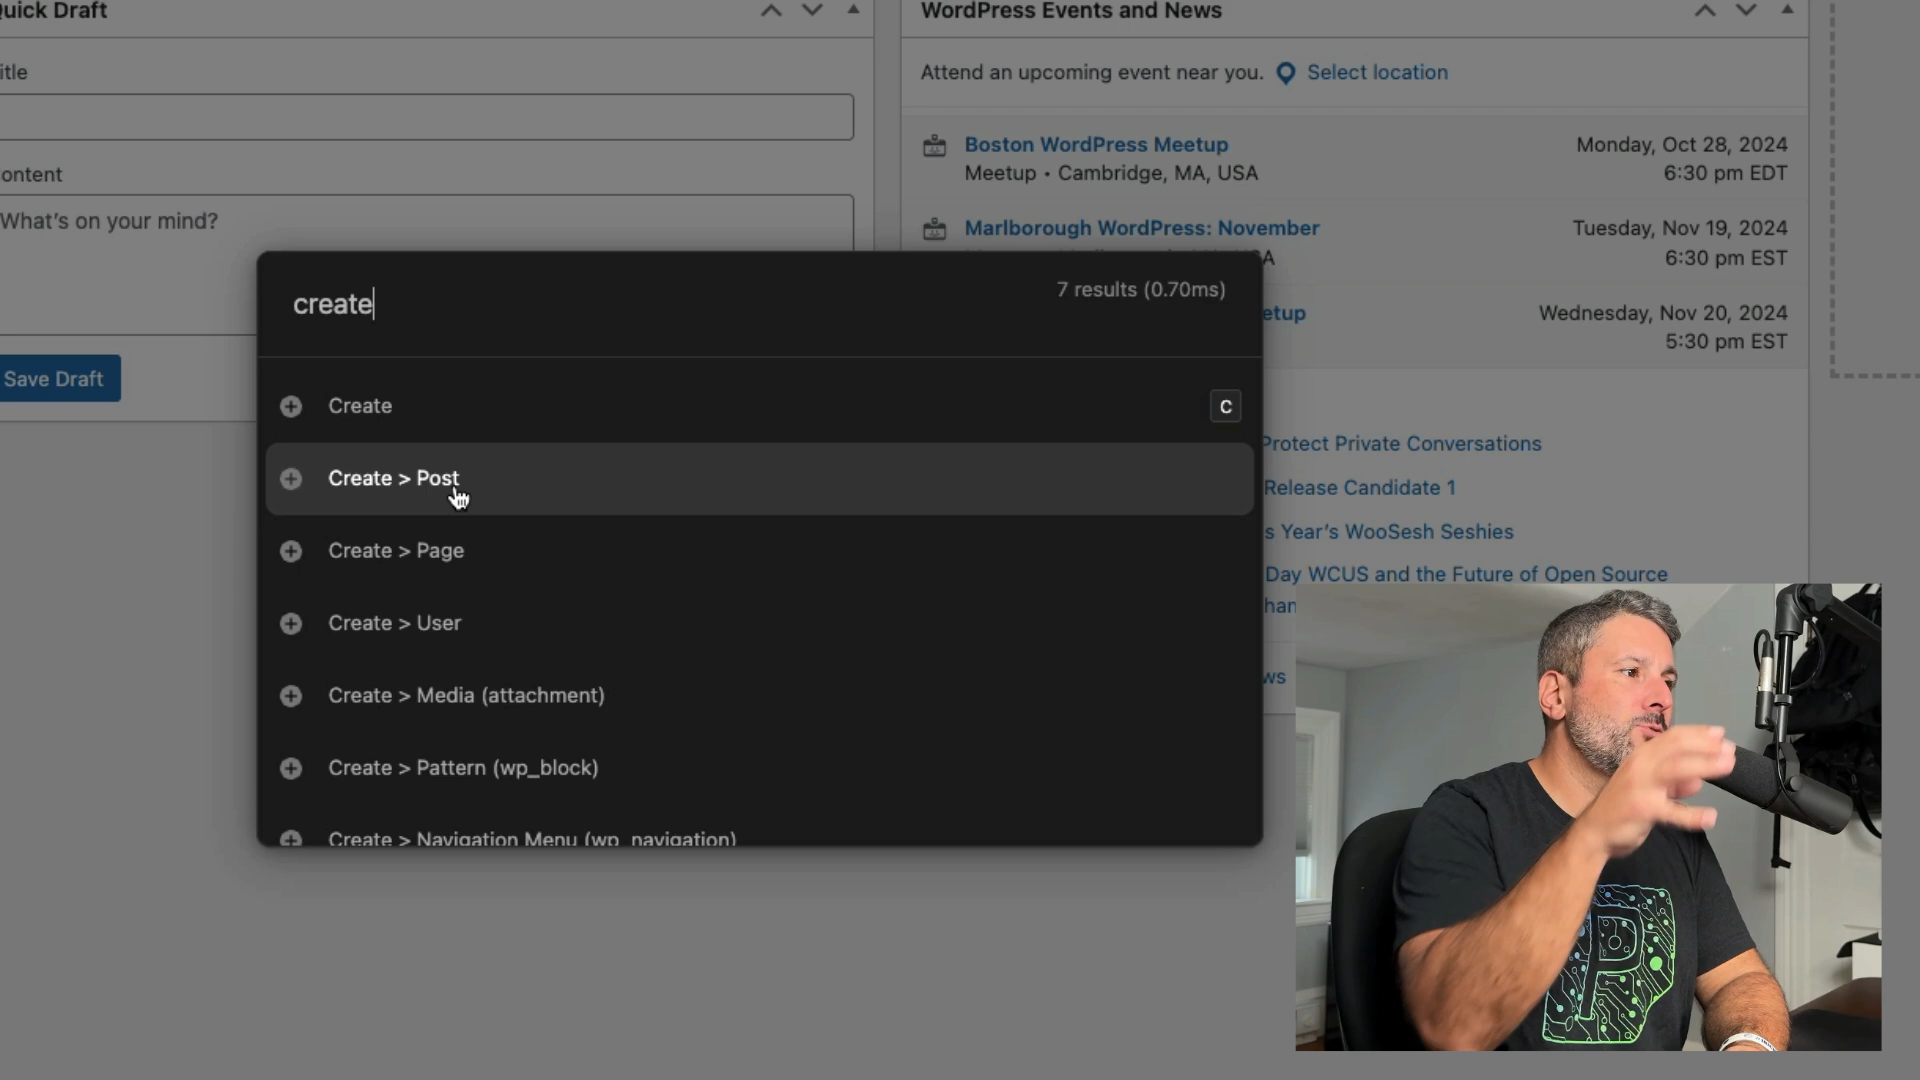 uick Draft
itle
ontent
What's on your mind?
Save Draft
WordPress Events and News
Attend an upcoming event near you. Select location
Boston WordPress Meetup
Meetup • Cambridge, MA, USA
Monday, Oct 28, 2024
6:30 pm EDT
Marlborough WordPress: November
A
Tuesday, Nov 19, 2024
6:30 pm EST
etup
Wednesday, Nov 20, 2024
5:30 pm EST
Protect Private Conversations
Release Candidate 1
s Year's WooSesh Seshies
Day WCUS and the Future of Open Source
han
ws
create
7 results (0.70ms)
Create
C
Create > Post
Create > Page
Create > User
Create > Media (attachment)
Create > Pattern (wp_block)
Create > Navigation Menu (wp_navigation)
P